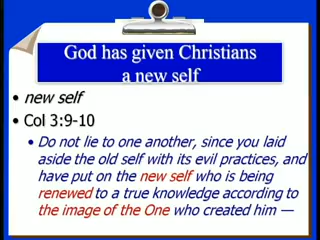 God has given Christians
a new self
• new self
• Col 3:9-10
• Do not lie to one another, since you laid
aside the old self with its evil practices, and
have put on the new self who is being
renewed to a true knowledge according to
the image of the One who created him —